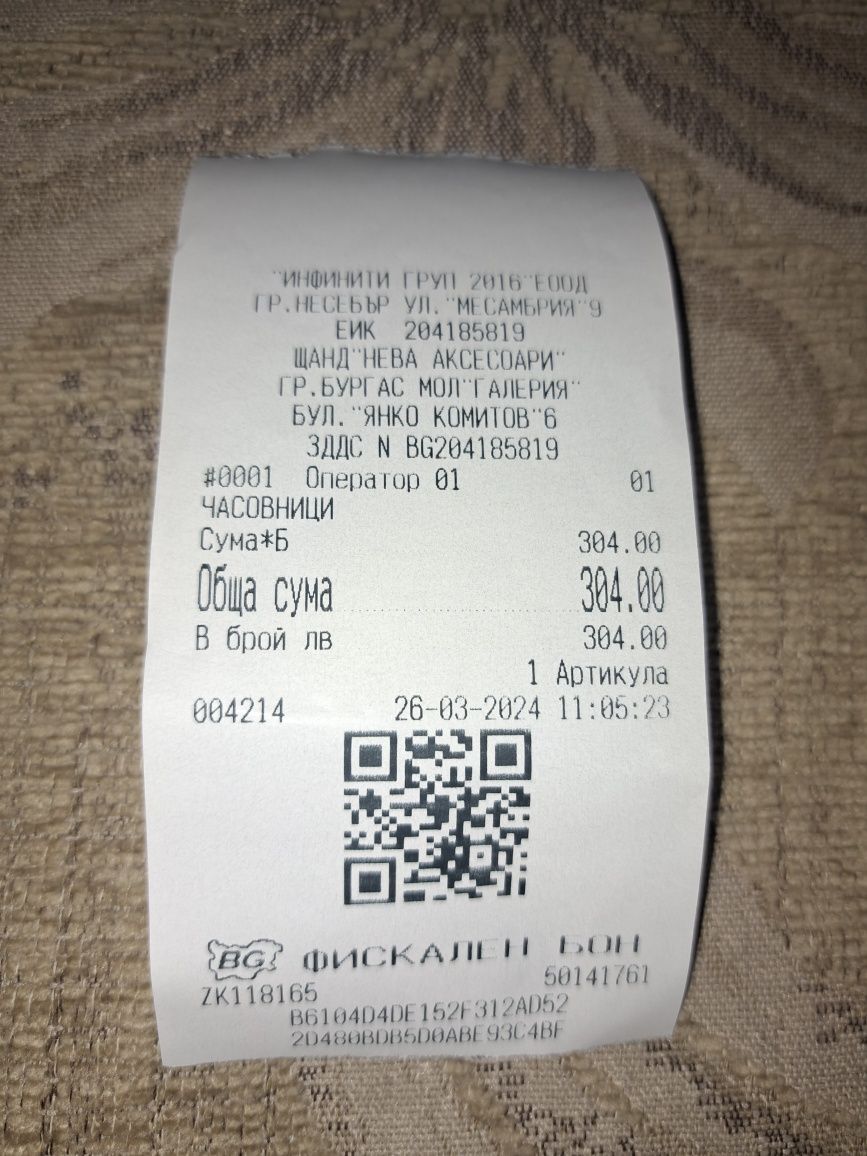 "ИНФИНИТИ ГРУП 2016"ЕООД
ГР.НЕСЕБЪР УЛ."МЕСАМБРИЯ"9
ЕИК 204185819
ЩАНД"НЕВА АКСЕСОАРИ"
ГР.БУРГАС МОЛ"ГАЛЕРИЯ"
БУЛ."ЯНКО КОМИТОВ"6
ЗДДС N BG204185819
#0001 Оператор 01 01
ЧАСОВНИЦИ
Сума*Б 304.00
Обща сума 304.00
В брой лв 304.00
1 Артикула
004214 26-03-2024 11:05:23
BG ФИСКАЛЕН БОН
ZK118165 50141761
B6104D4DE152F312AD52
2D480BDB5D0ABE93C4BF